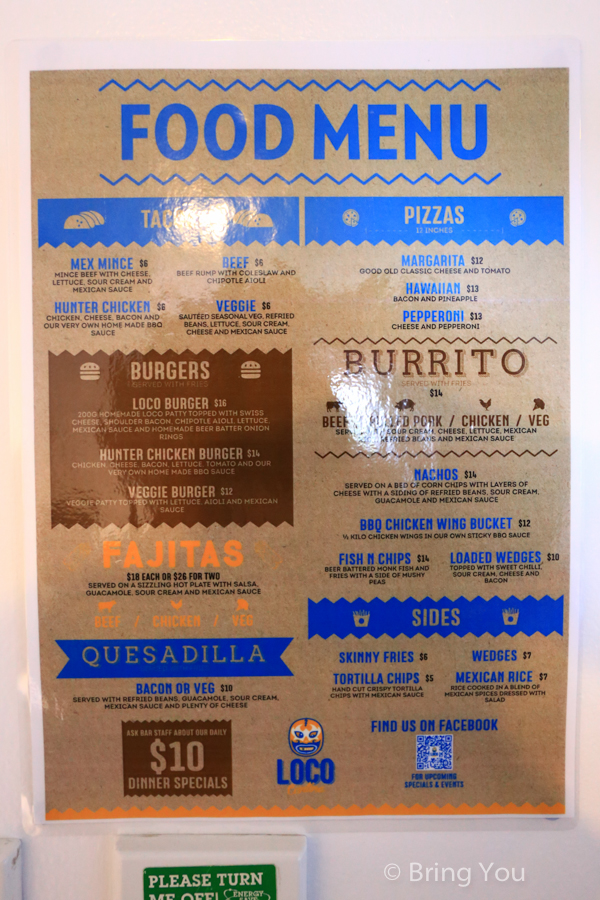 FOOD MENU
TACOS
MEX MINCE $6
MINCE BEEF WITH CHEESE,
LETTUCE, SOUR CREAM AND
MEXICAN SAUCE
BEEF $6
BEEF RUMP WITH COLESLAW AND
CHIPOTLE AIOLI
HUNTER CHICKEN $6
CHICKEN, CHEESE, BACON AND
OUR VERY OWN HOME MADE BBQ
SAUCE
VEGGIE $6
SAUTÉED SEASONAL VEG, REFRIED
BEANS, LETTUCE, SOUR CREAM,
CHEESE AND MEXICAN SAUCE
BURGERS
SERVED WITH FRIES
LOCO BURGER $16
200G HOMEMADE LOCO PATTY TOPPED WITH SWISS
CHEESE, SHOULDER BACON, CHIPOTLE AIOLI, LETTUCE,
MEXICAN SAUCE AND HOMEMADE BEER BATTER ONION
RINGS
HUNTER CHICKEN BURGER $14
CHICKEN, CHEESE, BACON, LETTUCE, TOMATO AND OUR
VERY OWN HOME MADE BBQ SAUCE
VEGGIE BURGER $12
VEGGIE PATTY TOPPED WITH LETTUCE, AIOLI AND MEXICAN
SAUCE
FAJITAS
$18 EACH OR $26 FOR TWO
SERVED ON A SIZZLING HOT PLATE WITH SALSA,
GUACAMOLE, SOUR CREAM AND MEXICAN SAUCE
BEEF / CHICKEN / VEG
QUESADILLA
BACON OR VEG $10
SERVED WITH REFRIED BEANS, GUACAMOLE, SOUR CREAM,
MEXICAN SAUCE AND PLENTY OF CHEESE
ASK BAR STAFF ABOUT OUR DAILY
$10
DINNER SPECIALS
PIZZAS
11 INCHES
MARGARITA $12
GOOD OLD CLASSIC CHEESE AND TOMATO
HAWAIIAN $13
BACON AND PINEAPPLE
PEPPERONI $13
CHEESE AND PEPPERONI
BURRITO
SERVED WITH FRIES
$14
BEEF / PULLED PORK / CHICKEN / VEG
SOUR CREAM, CHEESE, LETTUCE, MEXICAN
REFRIED BEANS AND MEXICAN SAUCE
NACHOS $14
SERVED ON A BED OF CORN CHIPS WITH LAYERS OF
CHEESE WITH A SIDING OF REFRIED BEANS, SOUR CREAM,
GUACAMOLE AND MEXICAN SAUCE
BBQ CHICKEN WING BUCKET $12
½ KILO CHICKEN WINGS IN OUR OWN STICKY BBQ SAUCE
FISH N CHIPS $14
BEER BATTERED MONK FISH AND
FRIES WITH A SIDE OF MUSHY
PEAS
LOADED WEDGES $10
TOPPED WITH SWEET CHILLI,
SOUR CREAM, CHEESE AND
BACON
SIDES
SKINNY FRIES $6
WEDGES $7
TORTILLA CHIPS $5
HAND CUT CRISPY TORTILLA
CHIPS WITH MEXICAN SAUCE
MEXICAN RICE $7
RICE COOKED IN A BLEND OF
MEXICAN SPICES DRESSED WITH
SALAD
LOCO
FIND US ON FACEBOOK
FOR UPCOMING
SPECIALS & EVENTS
PLEASE TURN
ME OFF!
ENERGY
© Bring You